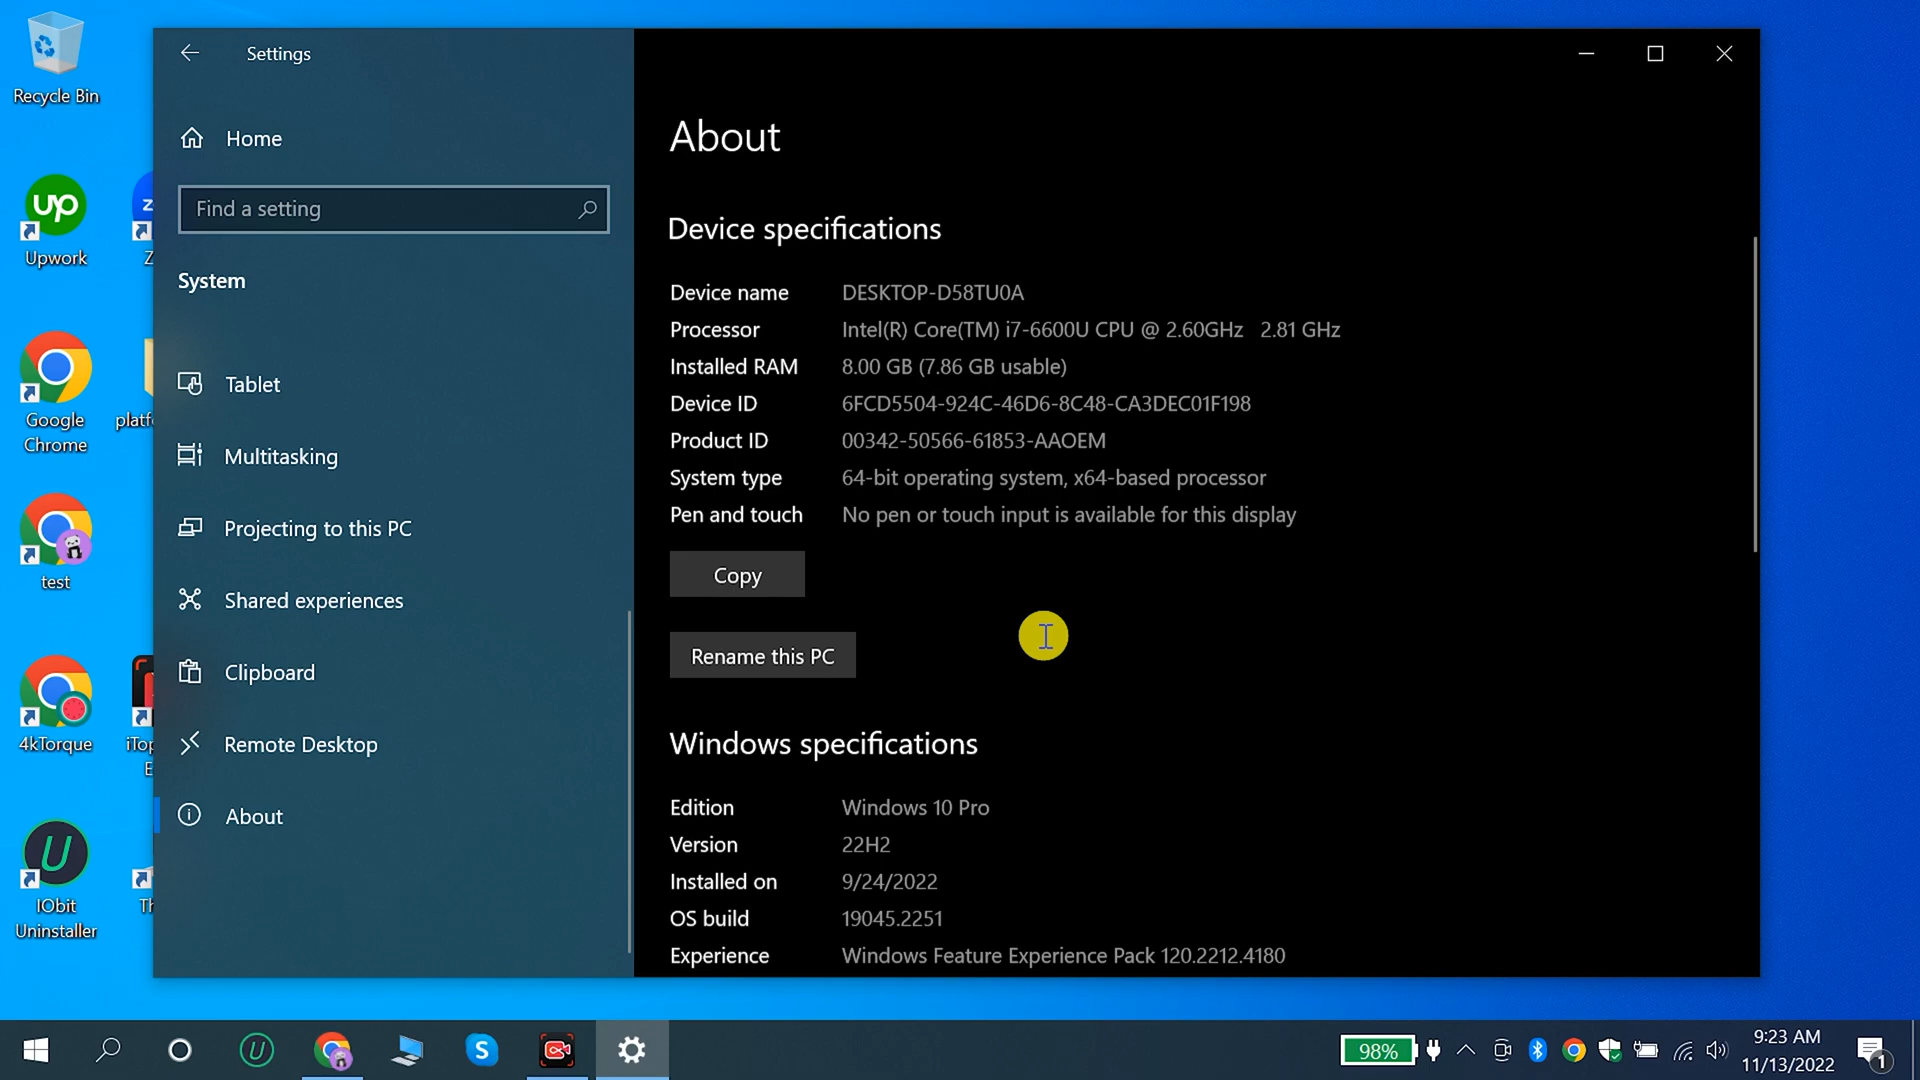 Recycle Bin
up
Upwork
Z
Google
Chrome
platfo
test
4kTorque
iTop
E
U
IObit
Uninstaller
Th
Settings
Home
Find a setting
System
Tablet
Multitasking
Projecting to this PC
Shared experiences
Clipboard
Remote Desktop
About
About
Device specifications
Device name DESKTOP-D58TU0A
Processor Intel(R) Core(TM) i7-6600U CPU @ 2.60GHz 2.81 GHz
Installed RAM 8.00 GB (7.86 GB usable)
Device ID 6FCD5504-924C-46D6-8C48-CA3DEC01F198
Product ID 00342-50566-61853-AAOEM
System type 64-bit operating system, x64-based processor
Pen and touch No pen or touch input is available for this display
Copy
Rename this PC
Windows specifications
Edition Windows 10 Pro
Version 22H2
Installed on 9/24/2022
OS build 19045.2251
Experience Windows Feature Experience Pack 120.2212.4180
U
S
98%
9:23 AM
11/13/2022
1